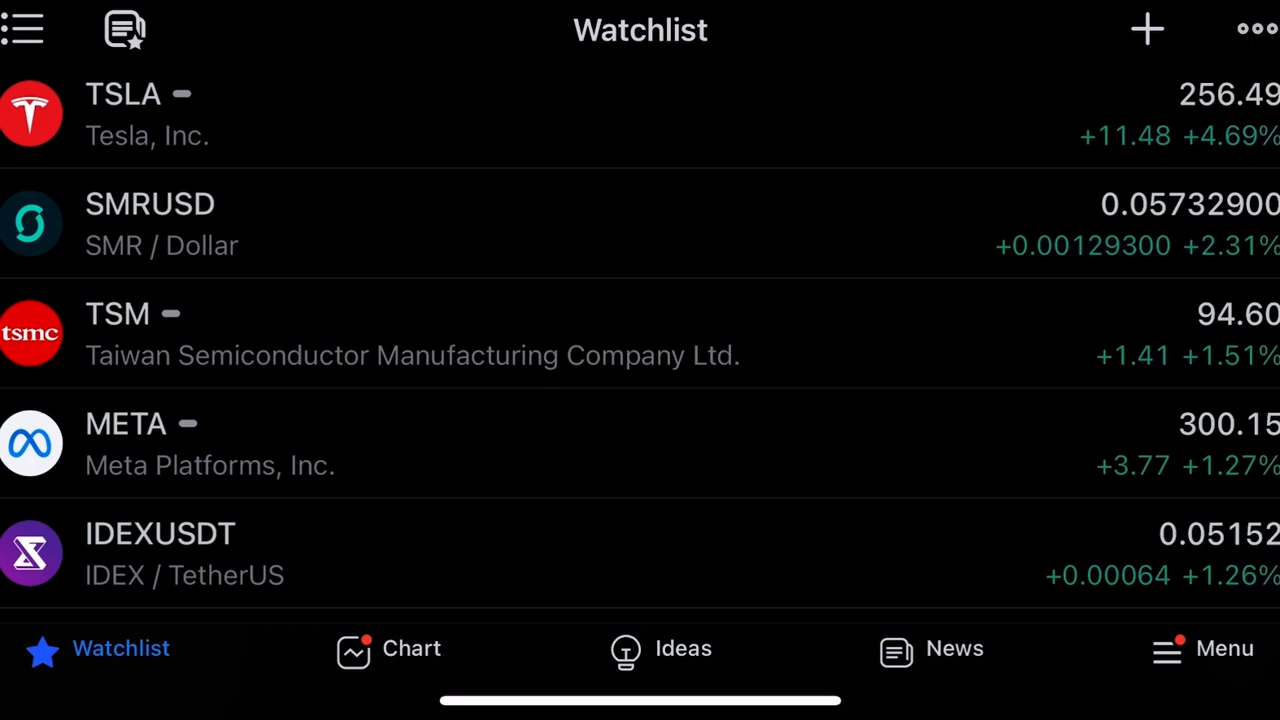 Watchlist
TSLA
256.49
Tesla, Inc.
+11.48 +4.69%
SMRUSD
0.05732900
SMR / Dollar
+0.00129300 +2.31%
tsmc
TSM
94.60
Taiwan Semiconductor Manufacturing Company Ltd.
+1.41 +1.51%
META
300.15
Meta Platforms, Inc.
+3.77 +1.27%
IDEXUSDT
0.05152
IDEX / TetherUS
+0.00064 +1.26%
Watchlist
Chart
Ideas
News
Menu